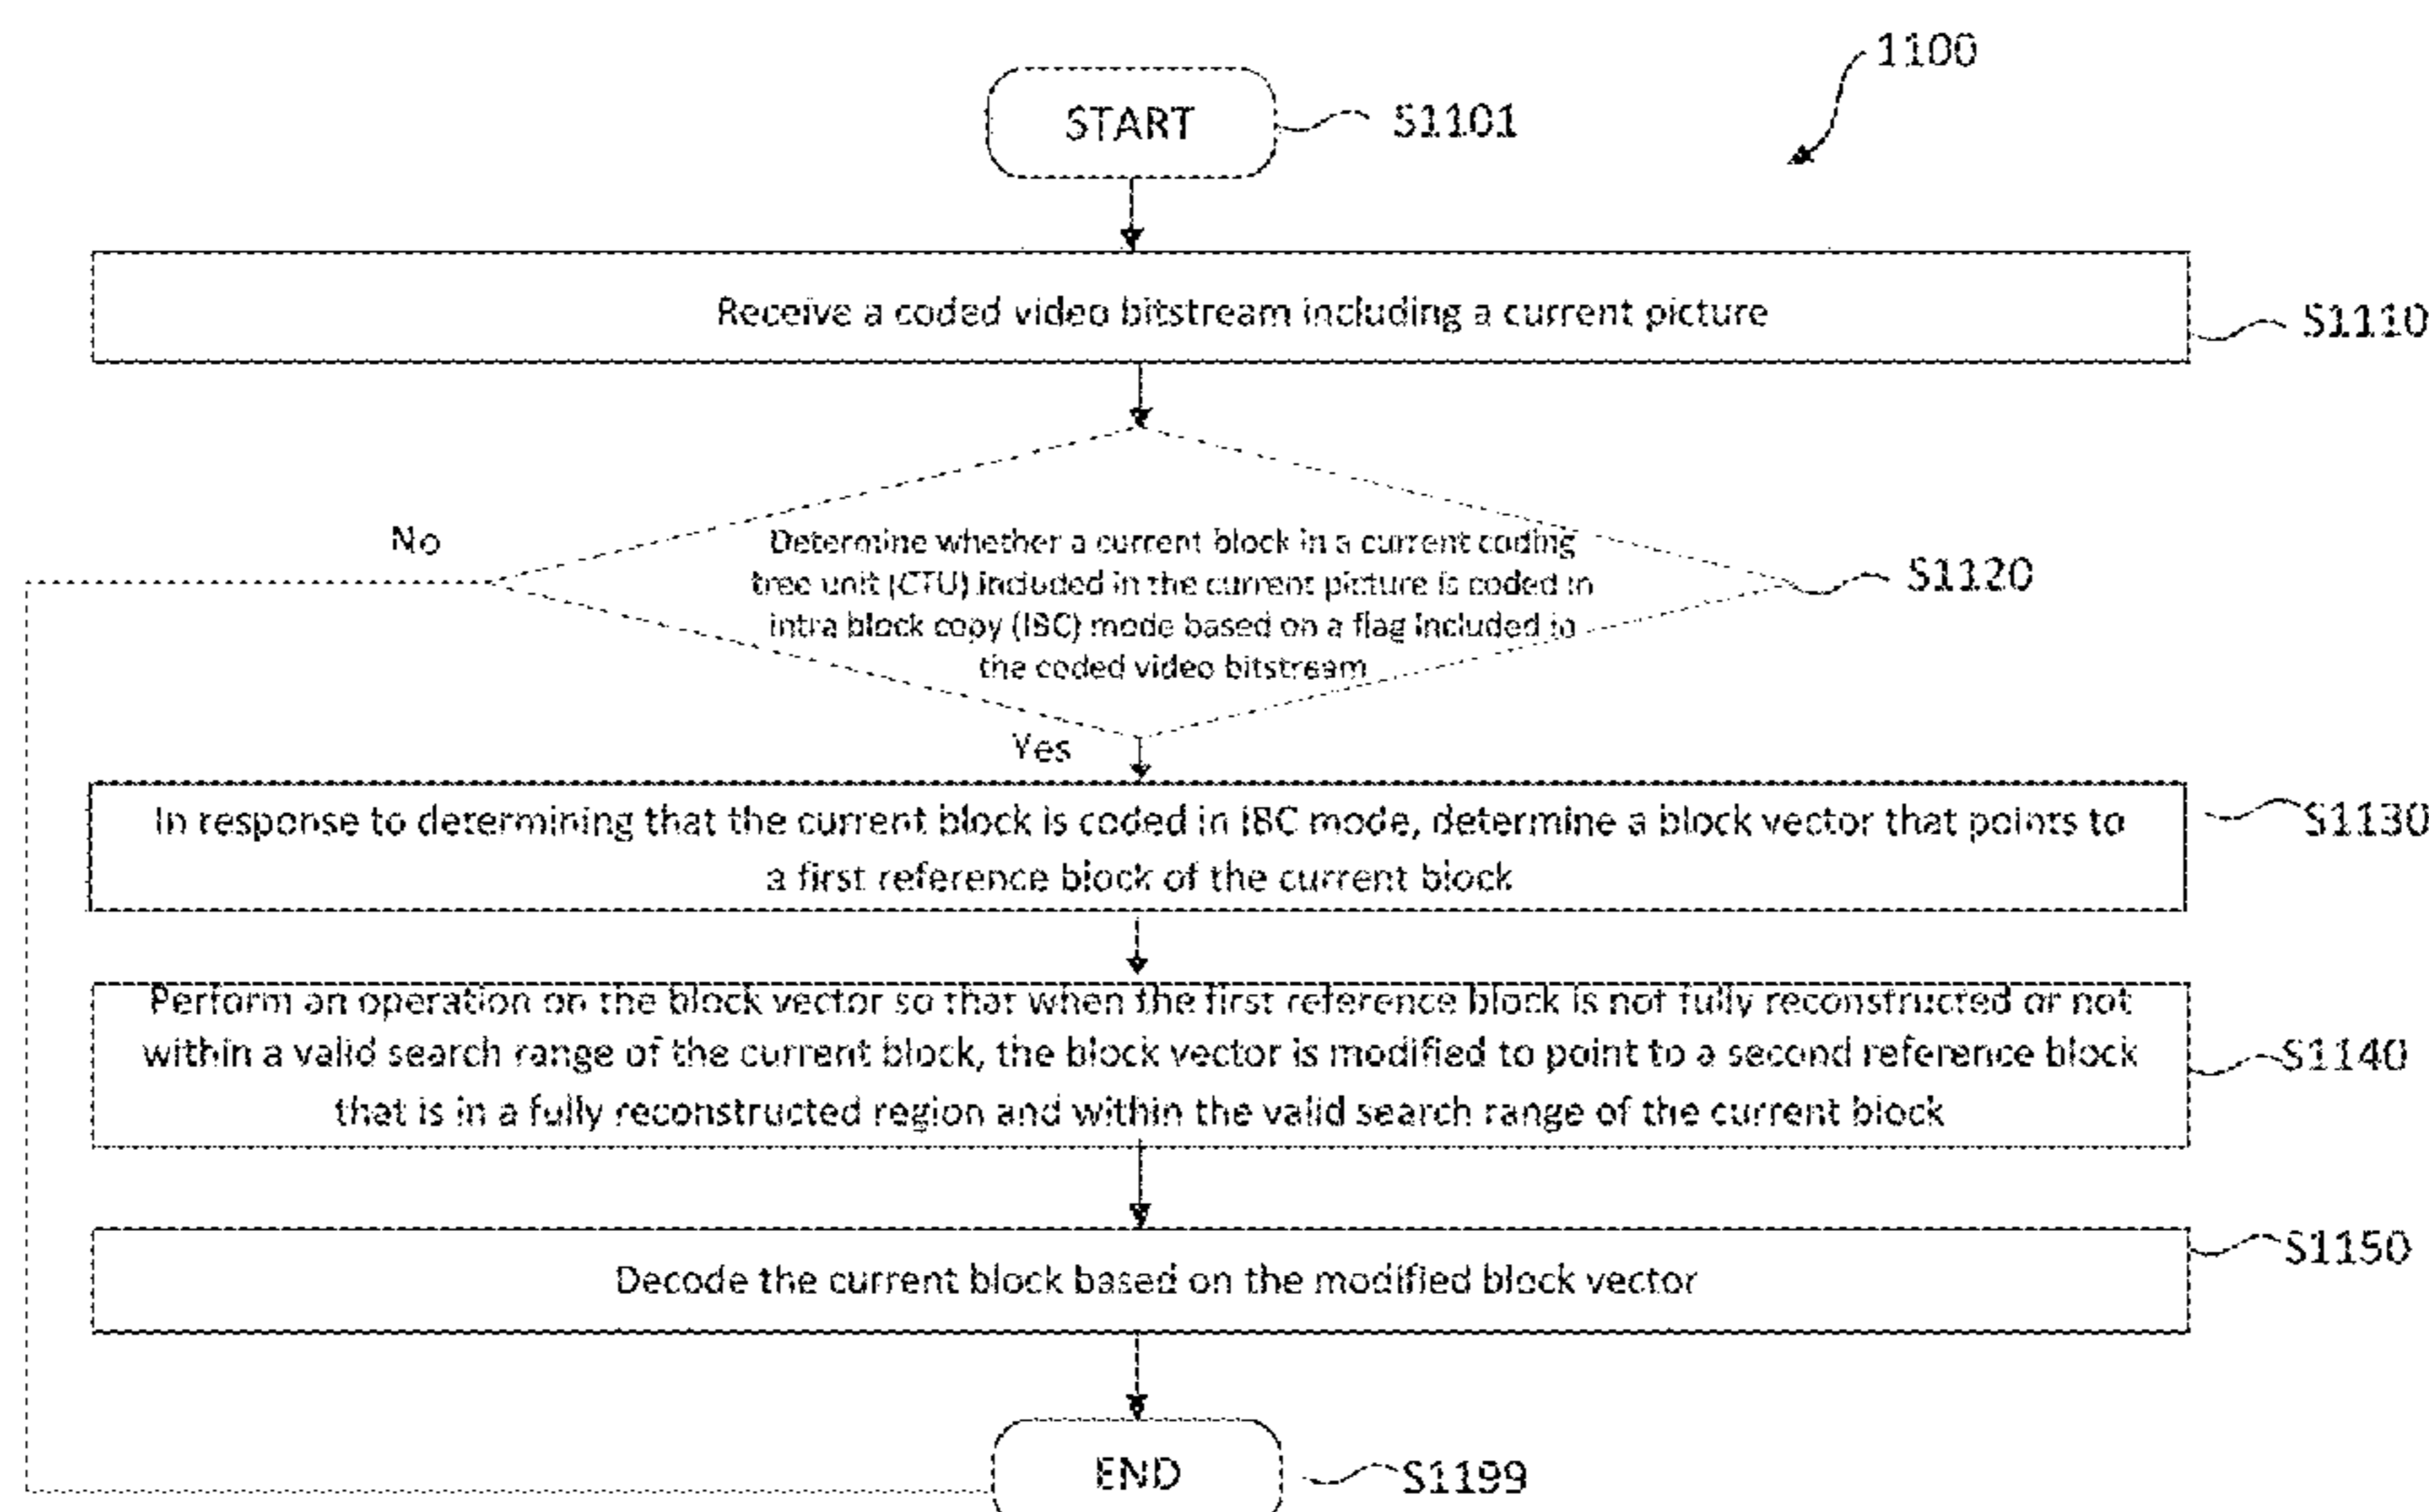 1100
START
S1101
Receive a coded video bitstream including a current picture
S1110
No
Determine whether a current block in a current coding
tree unit (CTU) included in the current picture is coded in
intra block copy (IBC) mode based on a flag included in
the coded video bitstream
S1120
Yes
In response to determining that the current block is coded in IBC mode, determine a block vector that points to
a first reference block of the current block
S1130
Perform an operation on the block vector so that when the first reference block is not fully reconstructed or not
within a valid search range of the current block, the block vector is modified to point to a second reference block
that is in a fully reconstructed region and within the valid search range of the current block
S1140
Decode the current block based on the modified block vector
S1150
END
S1199